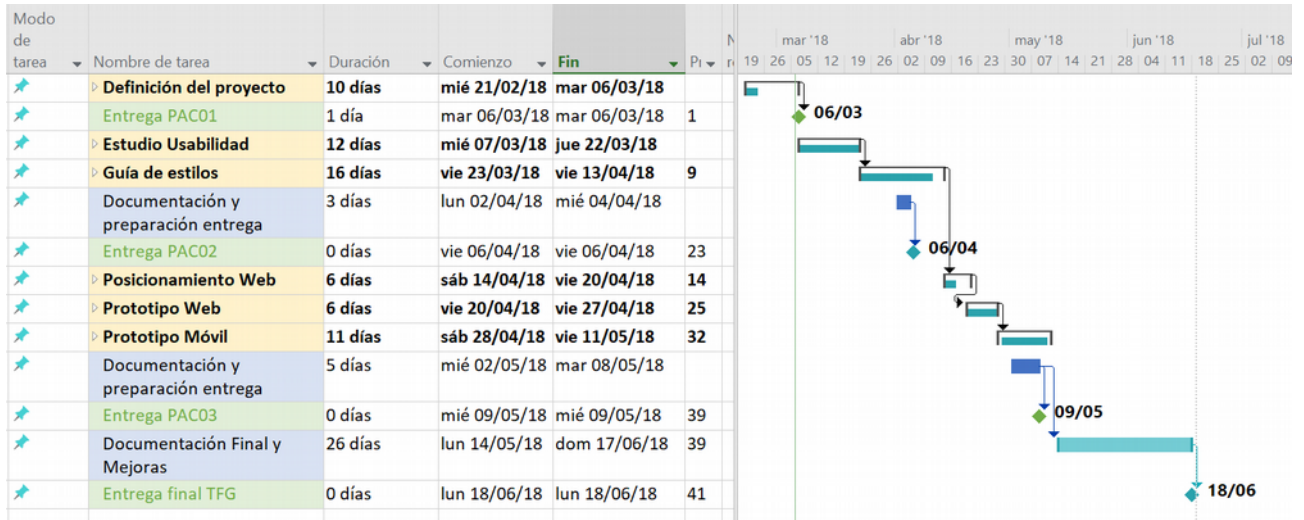 Modo de tarea Nombre de tarea Duración Comienzo Fin
mar '18 abr '18 may '18 jun '18 jul '18
19 26 05 12 19 26 02 09 16 23 30 07 14 21 28 04 11 18 25 02 09
Definición del proyecto 10 días mié 21/02/18 mar 06/03/18
Entrega PAC01 1 día mar 06/03/18 mar 06/03/18 1 06/03
Estudio Usabilidad 12 días mié 07/03/18 jue 22/03/18
Guía de estilos 16 días vie 23/03/18 vie 13/04/18 9
Documentación y preparación entrega 3 días lun 02/04/18 mié 04/04/18
Entrega PAC02 0 días vie 06/04/18 vie 06/04/18 23 06/04
Posicionamiento Web 6 días sáb 14/04/18 vie 20/04/18 14
Prototipo Web 6 días vie 20/04/18 vie 27/04/18 25
Prototipo Móvil 11 días sáb 28/04/18 vie 11/05/18 32
Documentación y preparación entrega 5 días mié 02/05/18 mar 08/05/18
Entrega PAC03 0 días mié 09/05/18 mié 09/05/18 39 09/05
Documentación Final y Mejoras 26 días lun 14/05/18 dom 17/06/18 39
Entrega final TFG 0 días lun 18/06/18 lun 18/06/18 41 18/06